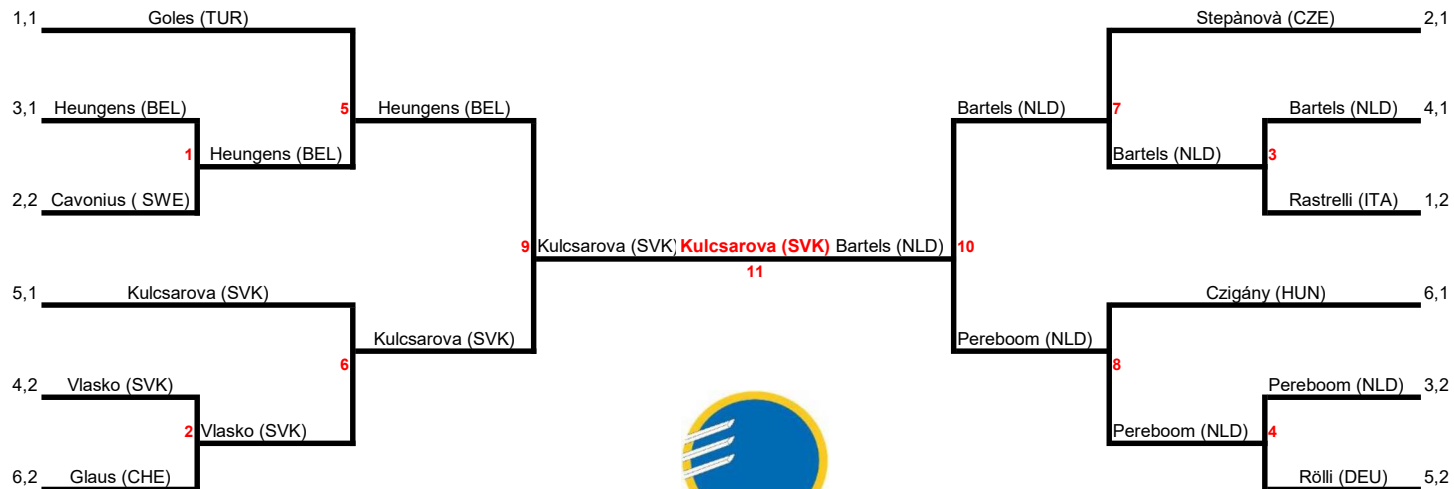 1,1 Goles (TUR) Stepànovà (CZE) 2,1
3,1 Heungens (BEL) 5 Heungens (BEL) Bartels (NLD) 7 Bartels (NLD) 4,1
1 Heungens (BEL) Bartels (NLD) 3
2,2 Cavonius ( SWE) Rastrelli (ITA) 1,2
9 Kulcsarova (SVK) Kulcsarova (SVK) Bartels (NLD) 10
11
5,1 Kulcsarova (SVK) Czigány (HUN) 6,1
Kulcsarova (SVK) Pereboom (NLD)
6 8
4,2 Vlasko (SVK) Pereboom (NLD) 3,2
2 Vlasko (SVK) Pereboom (NLD) 4
6,2 Glaus (CHE) Rölli (DEU) 5,2